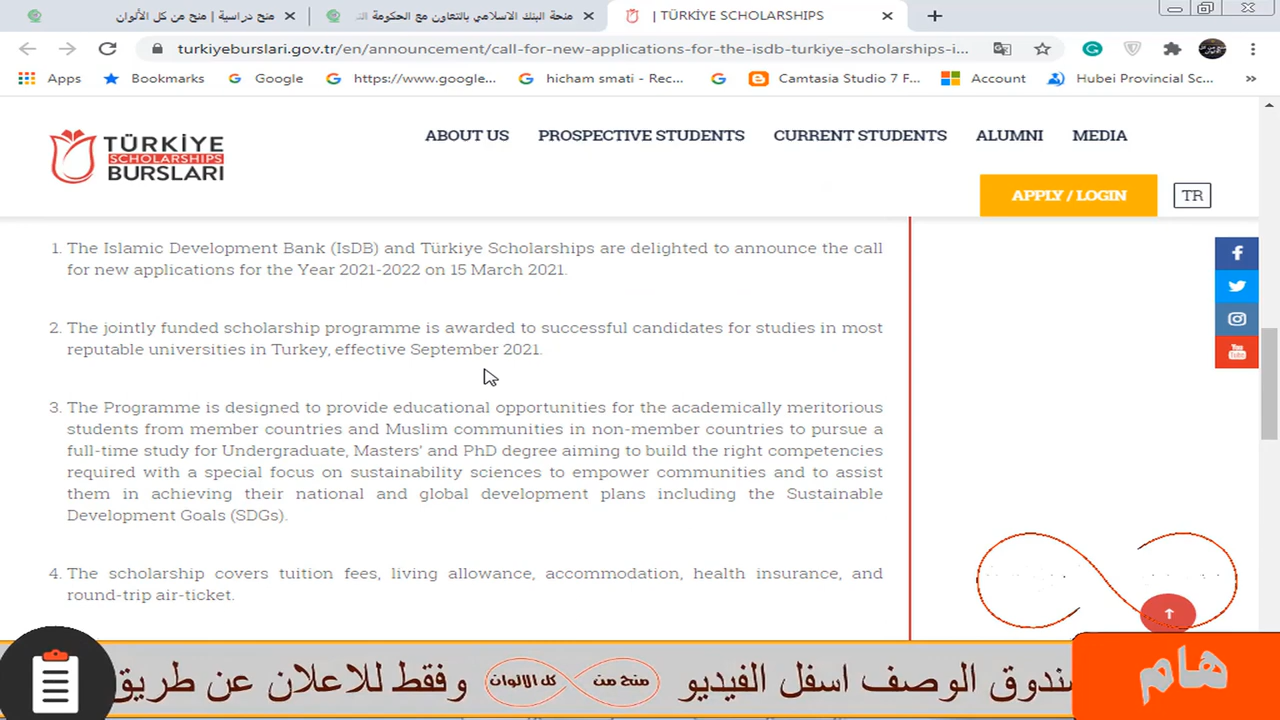 منح دراسية | منح من كل الألوان
منحة البنك الاسلامي بالتعاون مع الحكومة
| TÜRKİYE SCHOLARSHIPS
turkiyeburslari.gov.tr/en/announcement/call-for-new-applications-for-the-isdb-turkiye-scholarships-i...
Apps
Bookmarks
Google
https://www.google...
hicham smati - Rec...
Camtasia Studio 7 F...
Account
Hubei Provincial Sc...
»
TÜRKİYE
SCHOLARSHIPS
BURSLARI
ABOUT US
PROSPECTIVE STUDENTS
CURRENT STUDENTS
ALUMNI
MEDIA
APPLY / LOGIN
TR
1. The Islamic Development Bank (IsDB) and Türkiye Scholarships are delighted to announce the call
for new applications for the Year 2021-2022 on 15 March 2021.
2. The jointly funded scholarship programme is awarded to successful candidates for studies in most
reputable universities in Turkey, effective September 2021.
3. The Programme is designed to provide educational opportunities for the academically meritorious
students from member countries and Muslim communities in non-member countries to pursue a
full-time study for Undergraduate, Masters' and PhD degree aiming to build the right competencies
required with a special focus on sustainability sciences to empower communities and to assist
them in achieving their national and global development plans including the Sustainable
Development Goals (SDGs).
4. The scholarship covers tuition fees, living allowance, accommodation, health insurance, and
round-trip air-ticket.
You
Tube
هام
ندوق الوصف اسفل الفيديو
منح من كل الالوان
وفقط للاعلان عن طريق